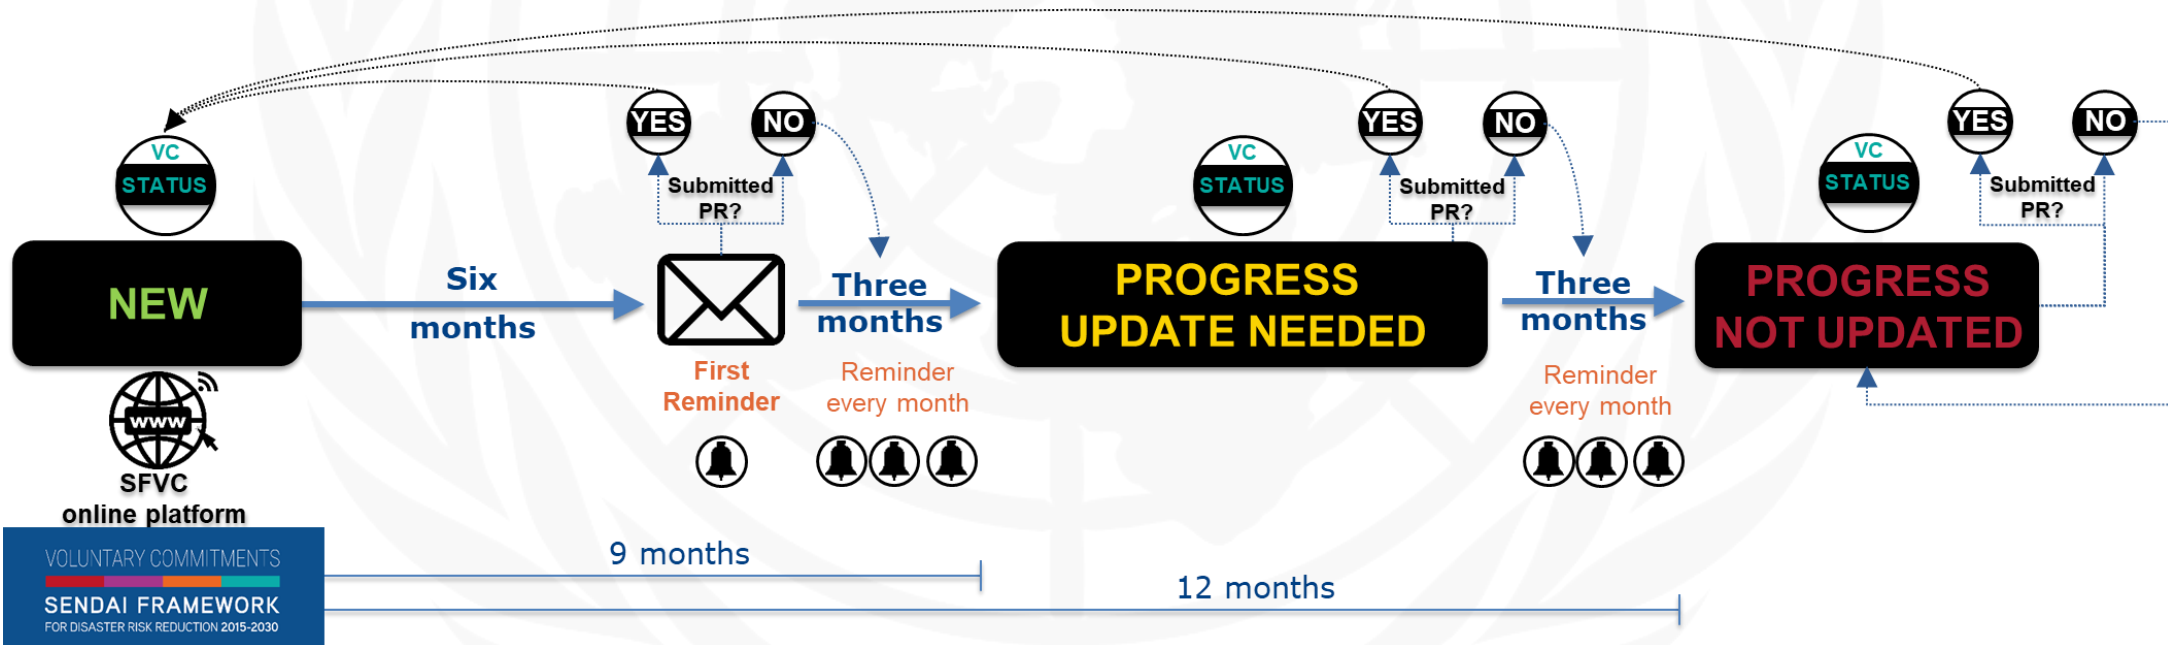 YES
NO
YES
NO
YES
NO
VC
STATUS
Submitted
PR?
VC
STATUS
Submitted
PR?
VC
STATUS
Submitted
PR?
NEW
Six
months
Three
months
PROGRESS
UPDATE NEEDED
Three
months
PROGRESS
NOT UPDATED
First
Reminder
Reminder
every month
Reminder
every month
www
SFVC
online platform
VOLUNTARY COMMITMENTS
SENDAI FRAMEWORK
FOR DISASTER RISK REDUCTION 2015-2030
9 months
12 months